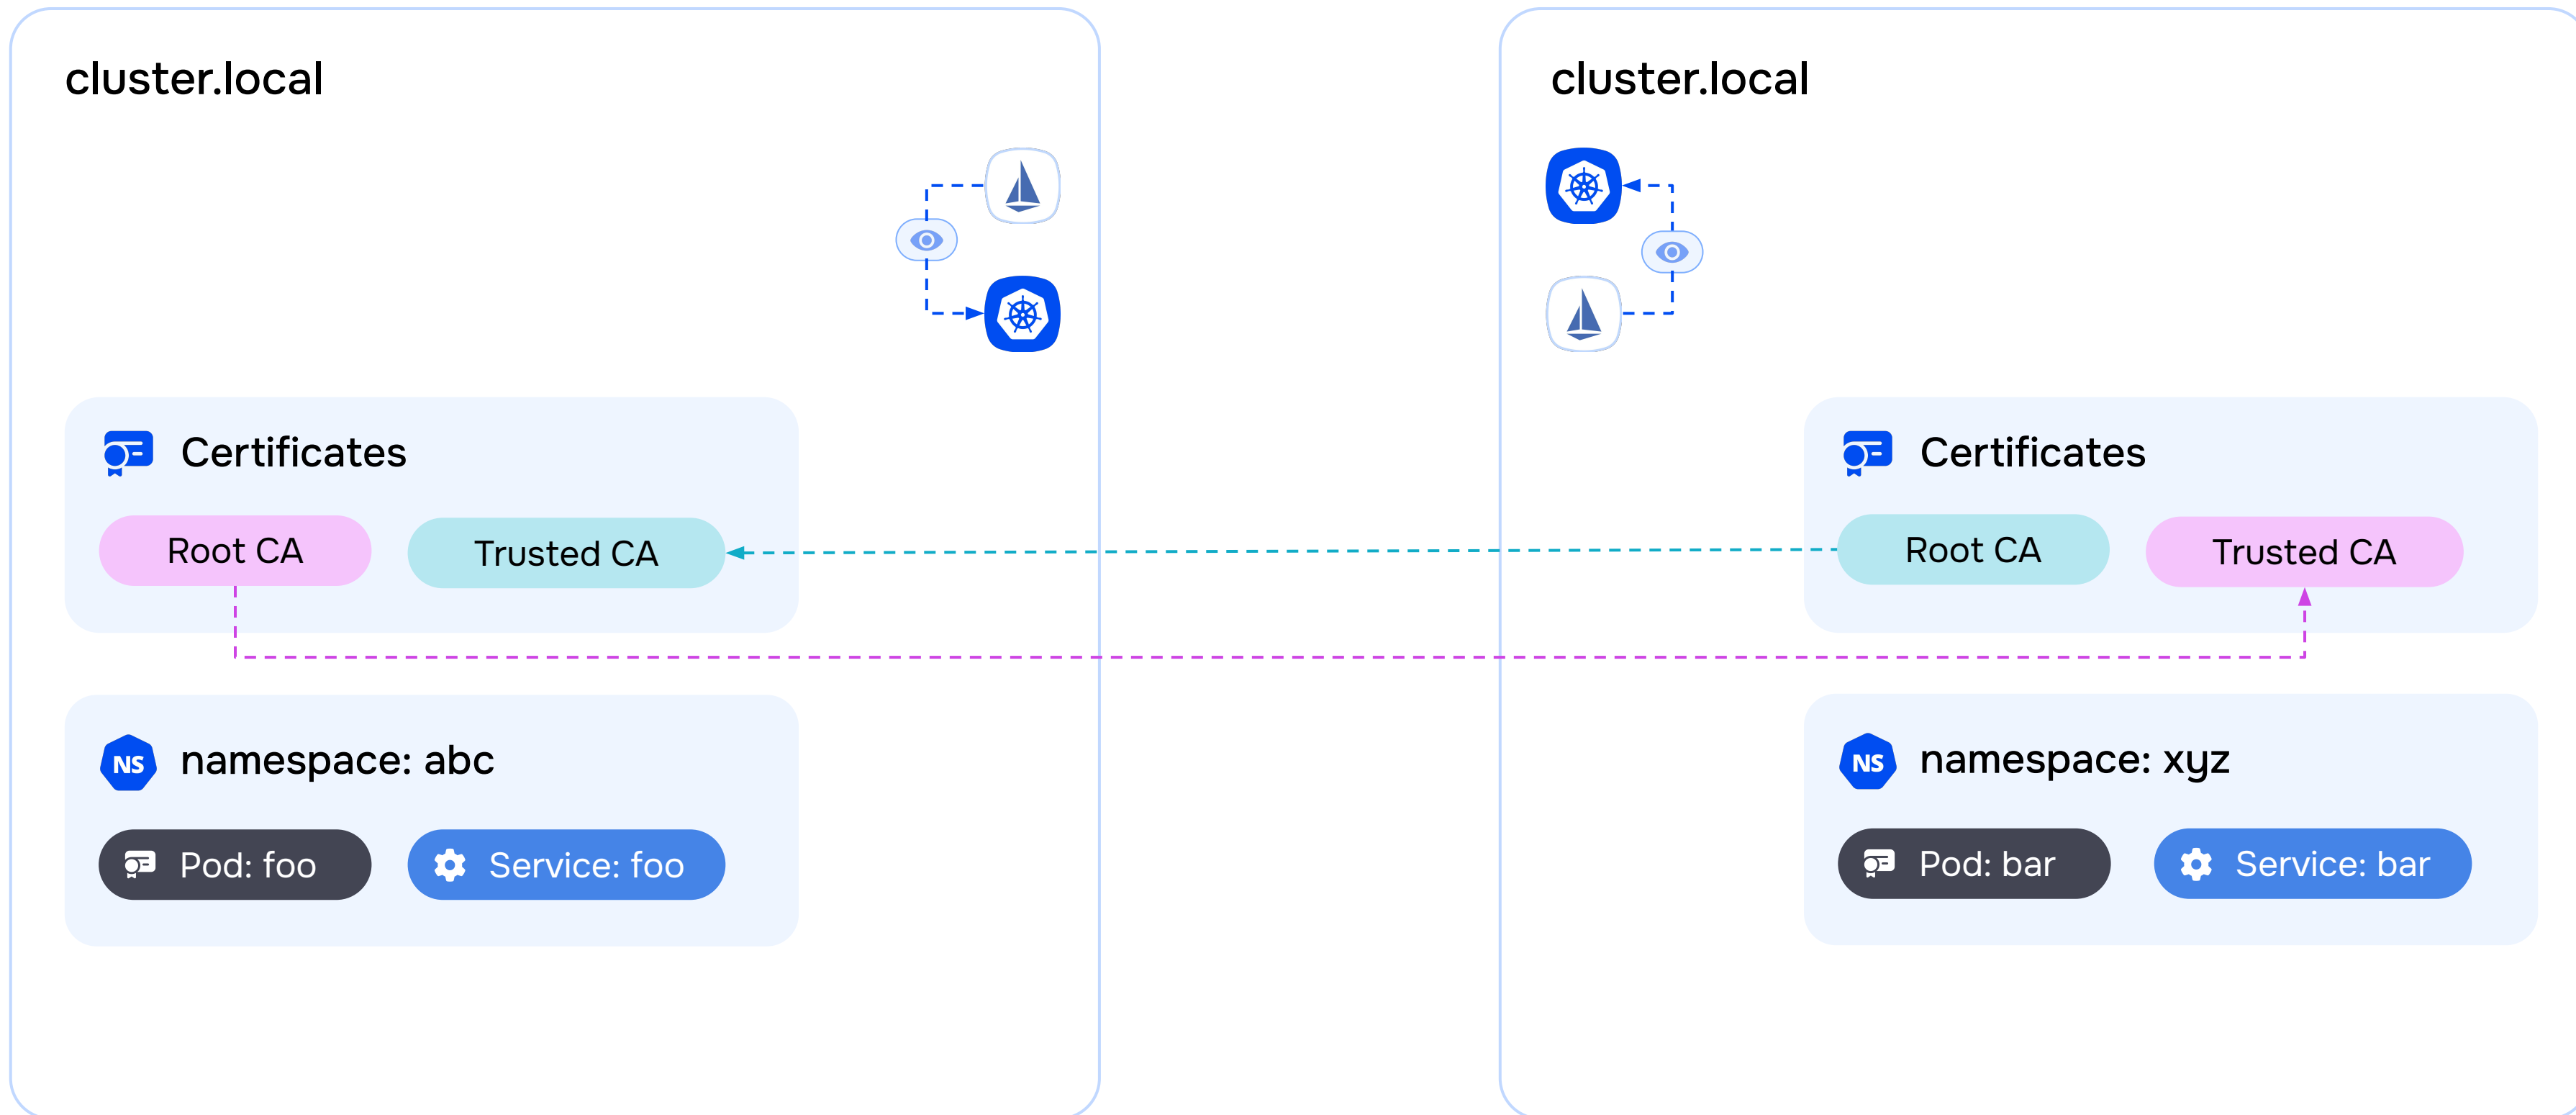 cluster.local
Certificates
Root CA
Trusted CA
NS
namespace: abc
Pod: foo
Service: foo
cluster.local
Certificates
Root CA
Trusted CA
NS
namespace: xyz
Pod: bar
Service: bar